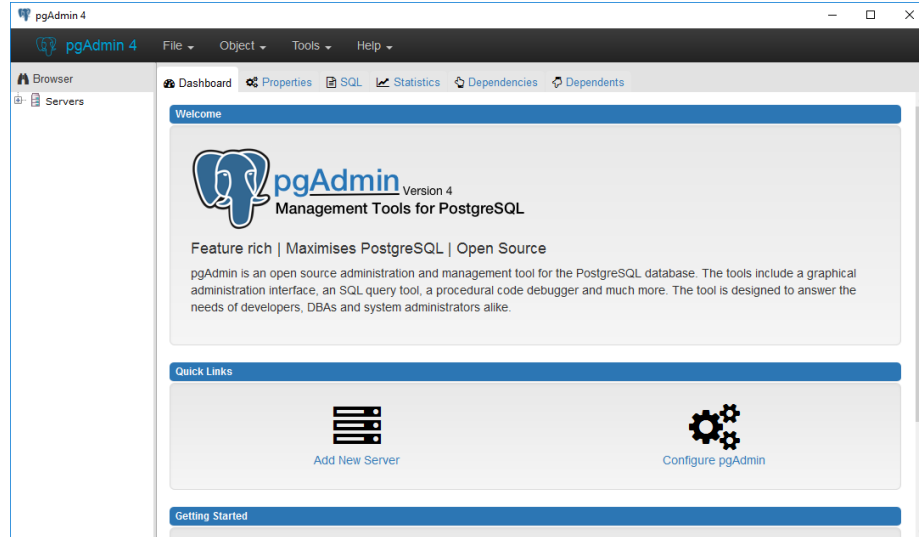 pgAdmin 4
pgAdmin 4 File Object Tools Help
Browser
Dashboard Properties SQL Statistics Dependencies Dependents
Servers
Welcome
pgAdmin Version 4
Management Tools for PostgreSQL
Feature rich | Maximises PostgreSQL | Open Source
pgAdmin is an open source administration and management tool for the PostgreSQL database. The tools include a graphical
administration interface, an SQL query tool, a procedural code debugger and much more. The tool is designed to answer the
needs of developers, DBAs and system administrators alike.
Quick Links
Add New Server Configure pgAdmin
Getting Started